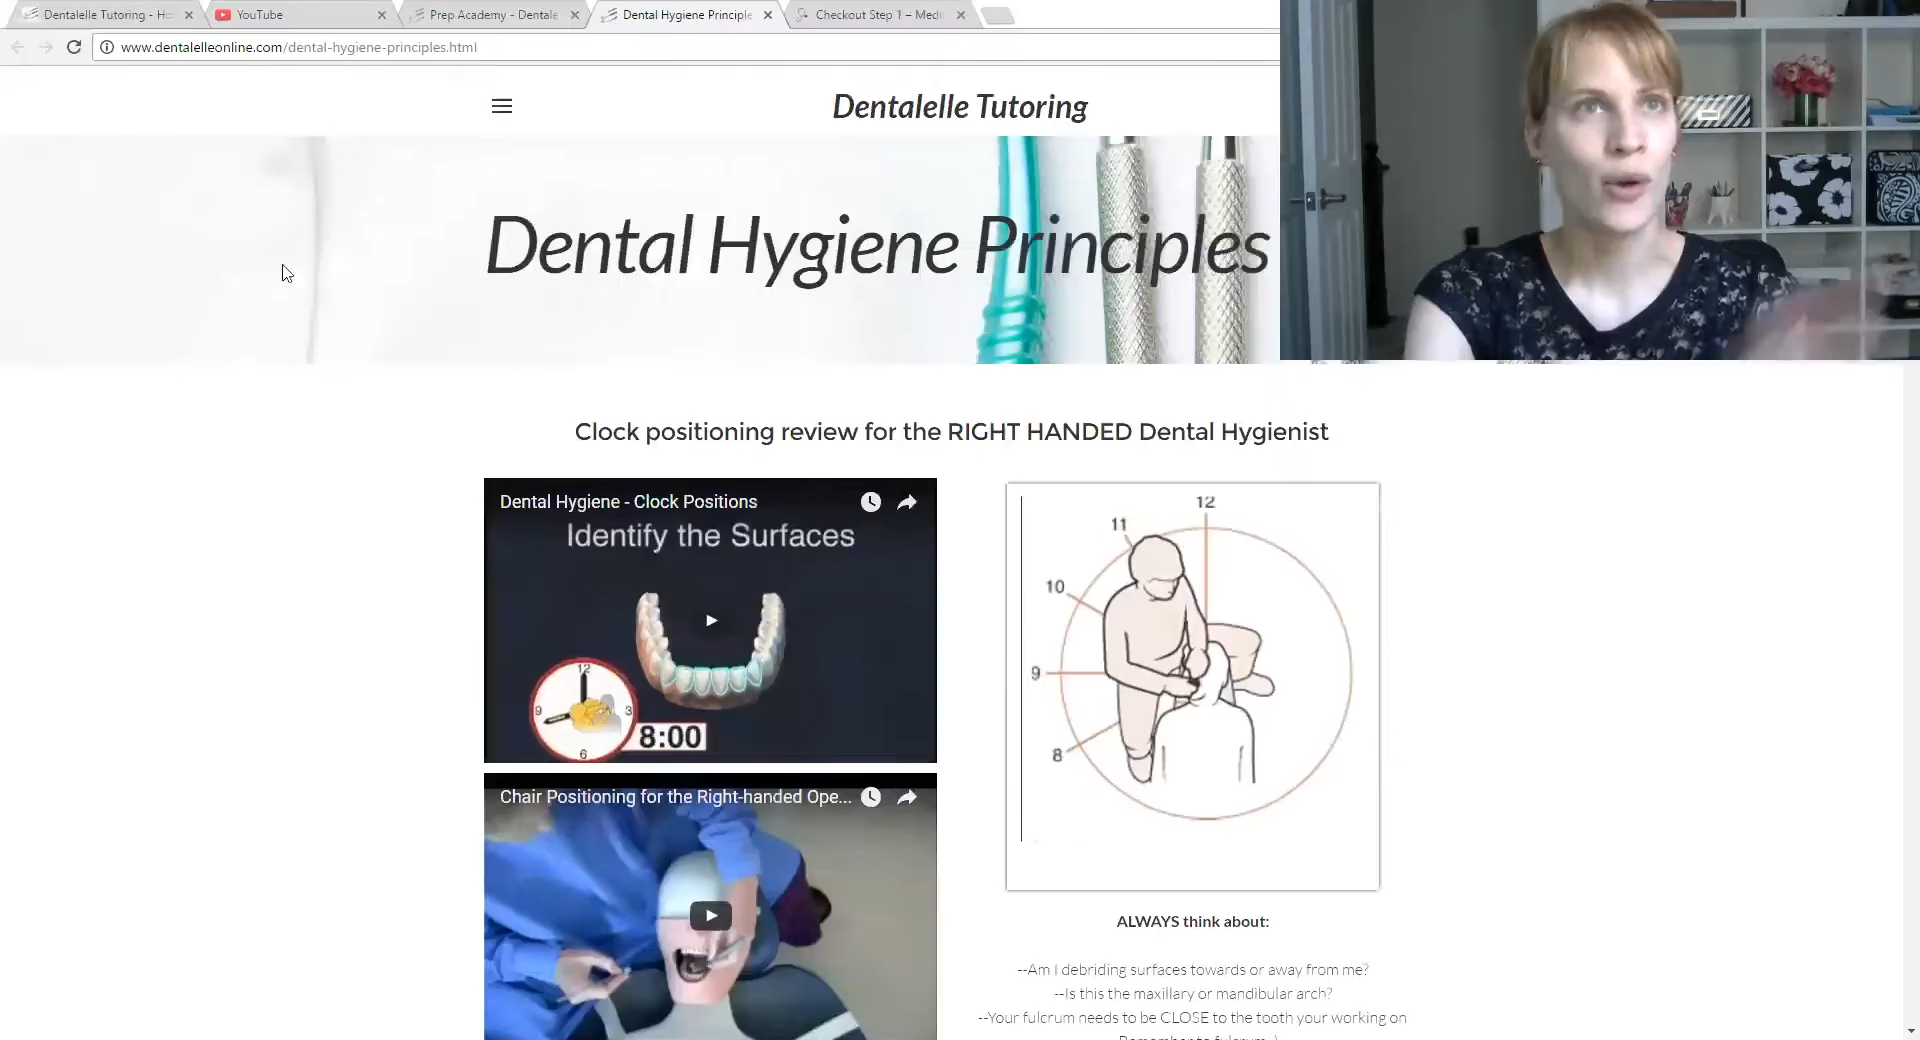 Dentalelle Tutoring - Ho
YouTube
Prep Academy - Dentale
Dental Hygiene Principle
Checkout Step 1 – Medi
www.dentalelleonline.com/dental-hygiene-principles.html
Dentalelle Tutoring
Dental Hygiene Principles
Clock positioning review for the RIGHT HANDED Dental Hygienist
Dental Hygiene - Clock Positions
Identify the Surfaces
12
9
3
6
8:00
12
11
10
9
8
Chair Positioning for the Right-handed Ope...
ALWAYS think about:
--Am I debriding surfaces towards or away from me?
--Is this the maxillary or mandibular arch?
--Your fulcrum needs to be CLOSE to the tooth your working on
Remember to fulcrum :)